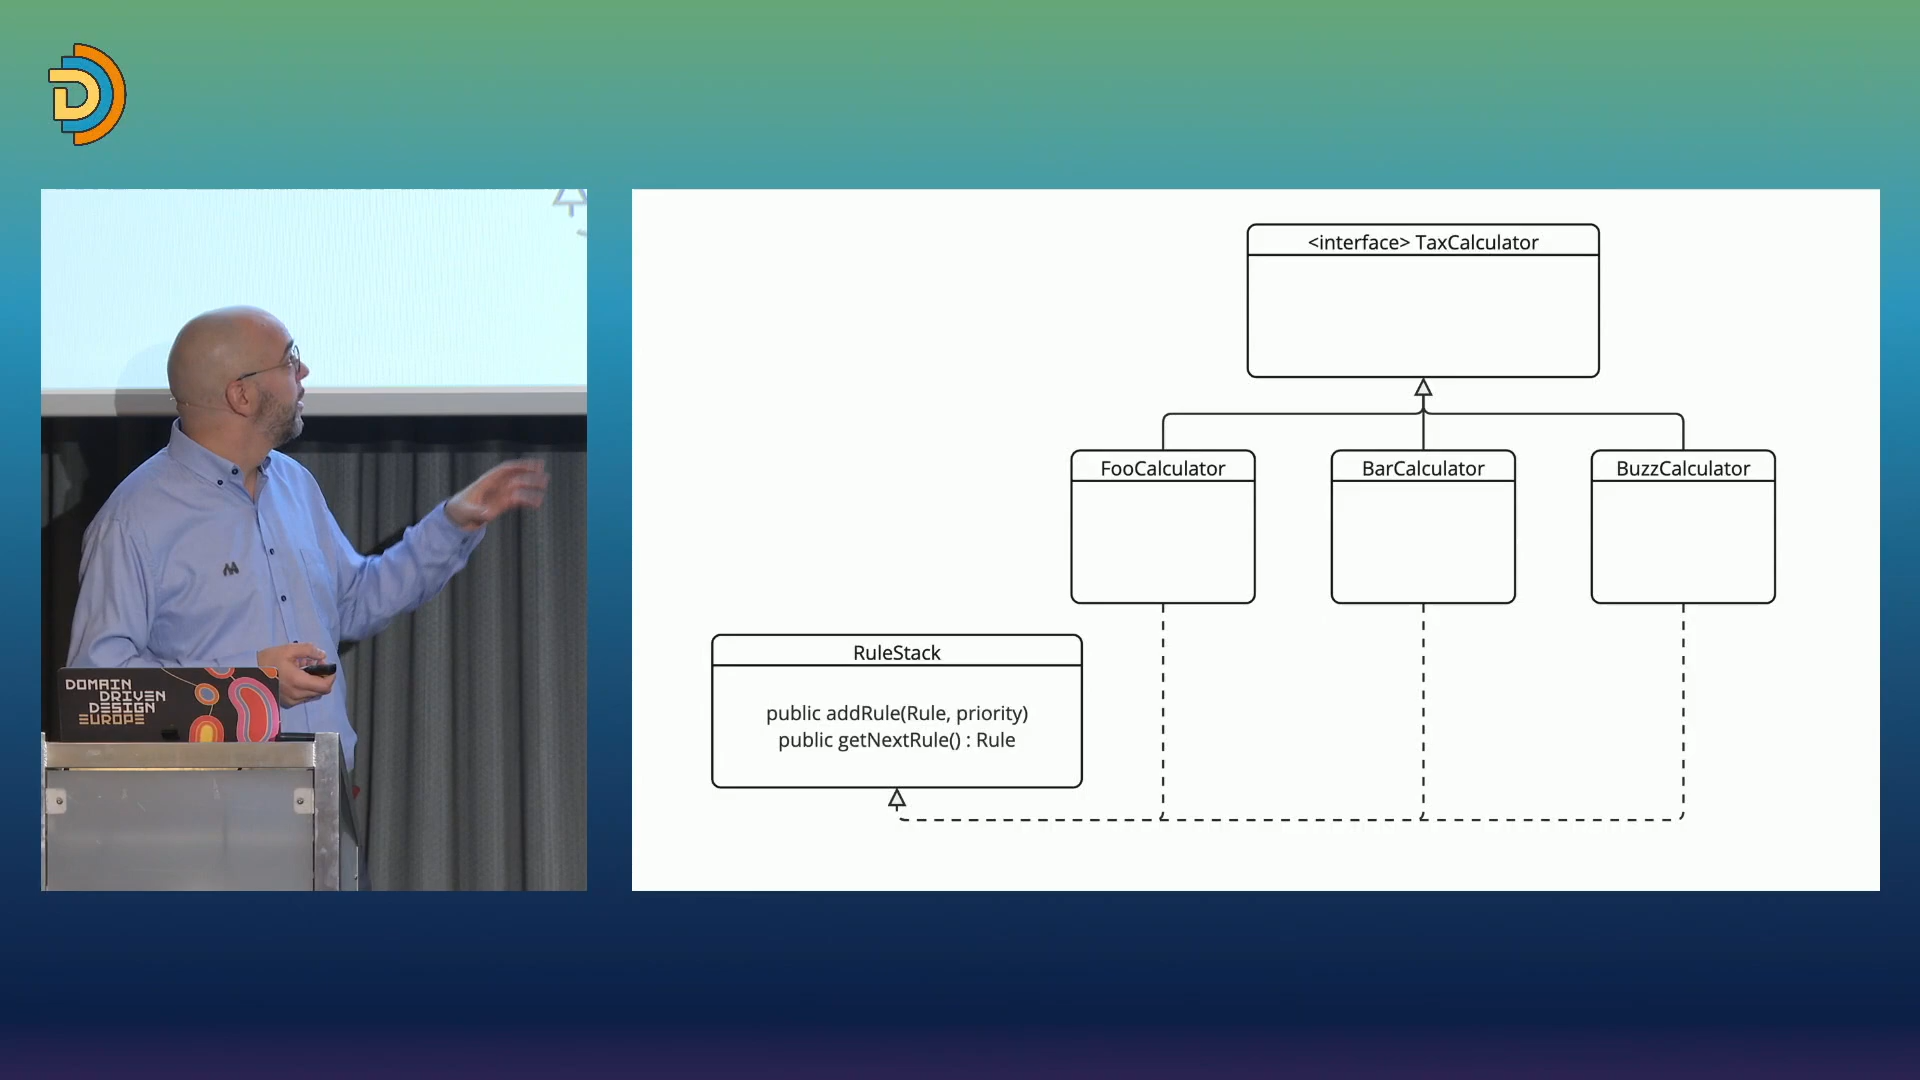 DOMAIN
DRIVEN
DESIGN
EUROPE
<interface> TaxCalculator
FooCalculator
BarCalculator
BuzzCalculator
RuleStack
public addRule(Rule, priority)
public getNextRule() : Rule